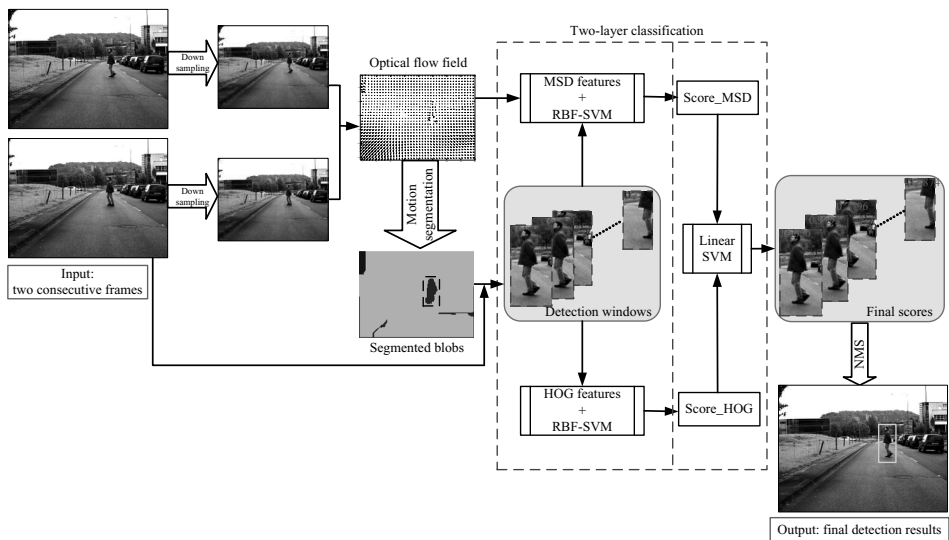 Two-layer classification
Down
sampling
Optical flow field
MSD features
+
RBF-SVM
Score_MSD
Down
sampling
Motion
segmentation
Linear
SVM
Input:
two consecutive frames
Detection windows
Final scores
Segmented blobs
NMS
HOG features
+
RBF-SVM
Score_HOG
Output: final detection results